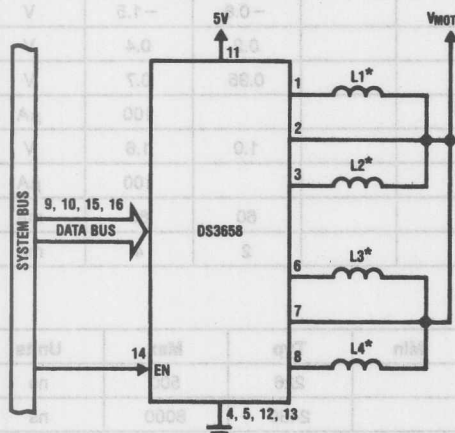 5V
11
VMOT
1
L1*
2
3
L2*
SYSTEM BUS
9, 10, 15, 16
DATA BUS
DS3658
6
L3*
7
14
EN
8
L4*
4, 5, 12, 13